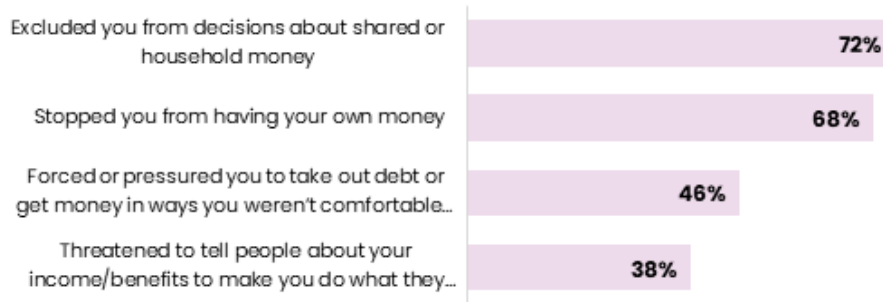 Excluded you from decisions about shared or
household money
72%
Stopped you from having your own money
68%
Forced or pressured you to take out debt or
get money in ways you weren't comfortable...
46%
Threatened to tell people about your
income/benefits to make you do what they...
38%